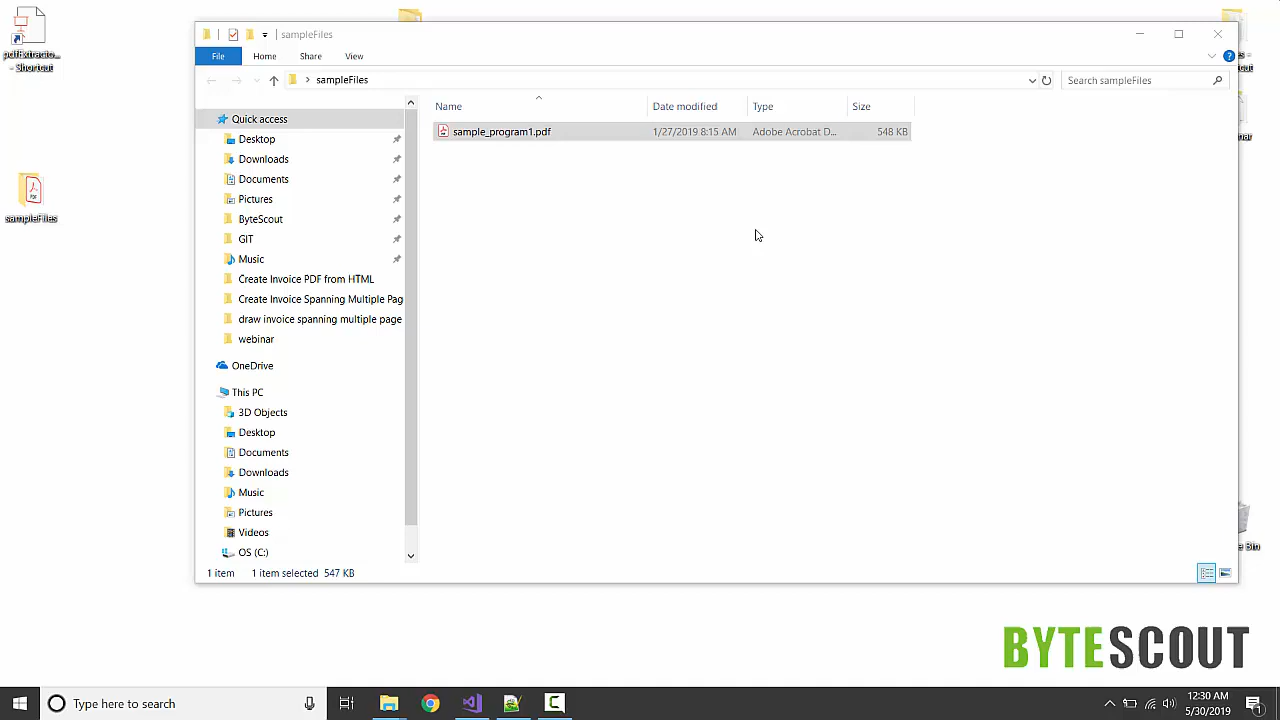 pdfExtracto...
- Shortcut
sampleFiles
sampleFiles
File
Home
Share
View
sampleFiles
Search sampleFiles
Name
Date modified
Type
Size
sample_program1.pdf
1/27/2019 8:15 AM
Adobe Acrobat D...
548 KB
Quick access
Desktop
Downloads
Documents
Pictures
ByteScout
GIT
Music
Create Invoice PDF from HTML
Create Invoice Spanning Multiple Pag
draw invoice spanning multiple page
webinar
OneDrive
This PC
3D Objects
Desktop
Documents
Downloads
Music
Pictures
Videos
OS (C:)
1 item
1 item selected 547 KB
BYTESCOUT
Type here to search
12:30 AM
5/30/2019